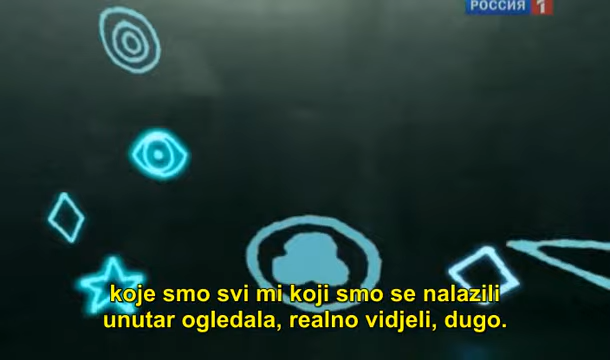 РОССИЯ 1
koje smo svi mi koji smo se nalazili
unutar ogledala, realno vidjeli, dugo.